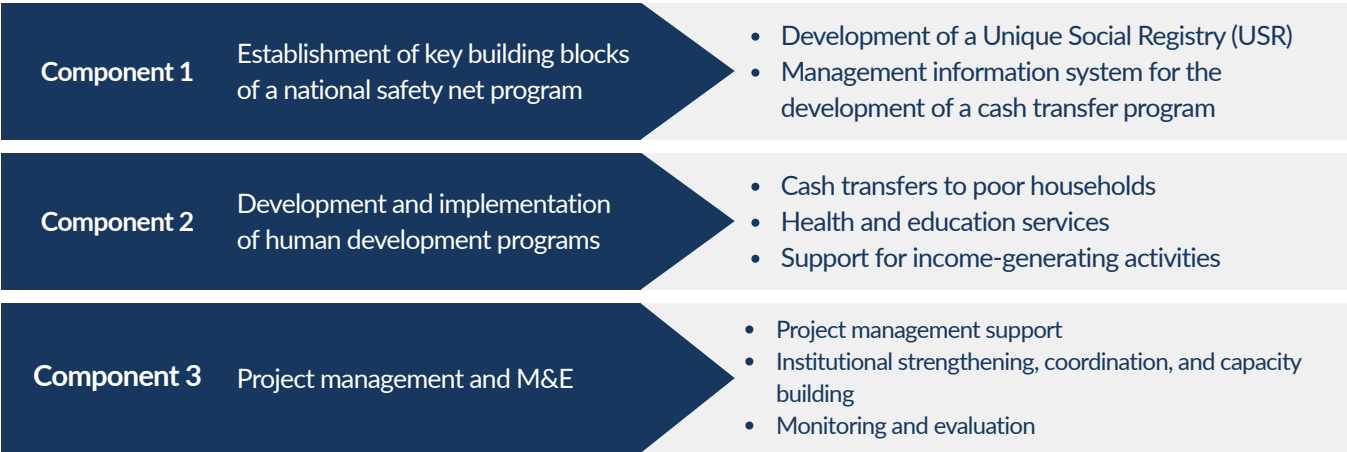 Component 1
Establishment of key building blocks
of a national safety net program
• Development of a Unique Social Registry (USR)
• Management information system for the
development of a cash transfer program
Component 2
Development and implementation
of human development programs
• Cash transfers to poor households
• Health and education services
• Support for income-generating activities
Component 3
Project management and M&E
• Project management support
• Institutional strengthening, coordination, and capacity
building
• Monitoring and evaluation